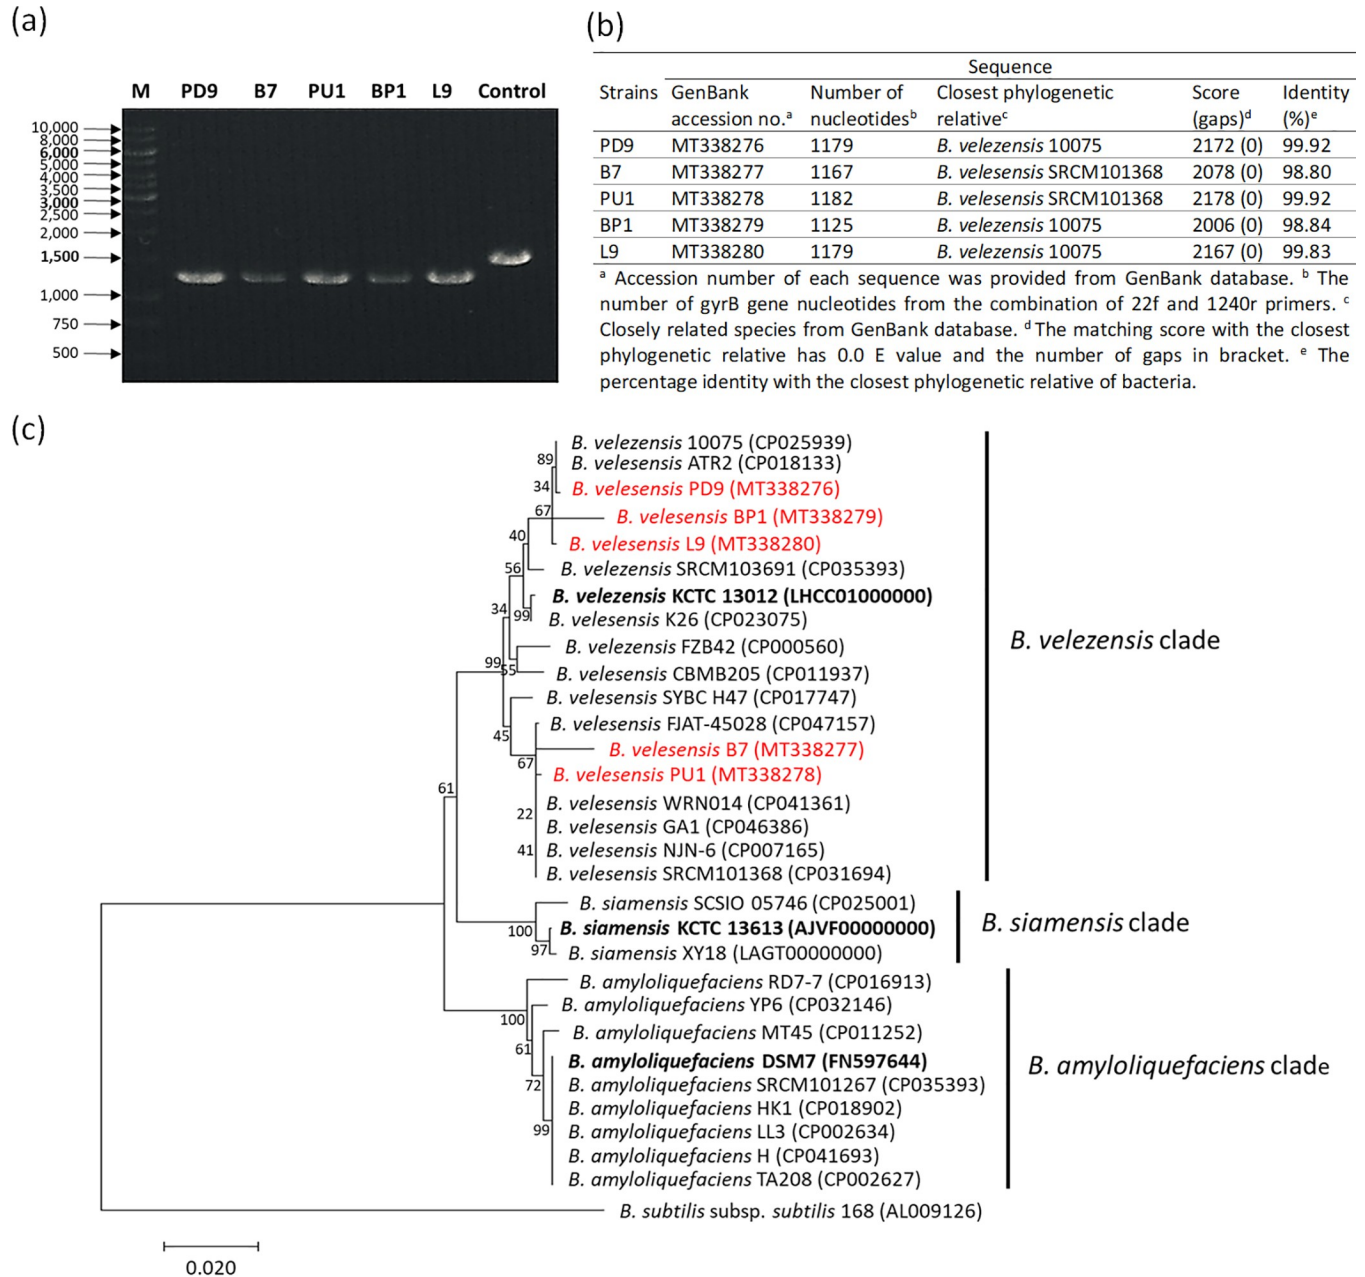 (a)
M PD9 B7 PU1 BP1 L9 Control
10,000
8,000
6,000
5,000
4,000
3,500
3,000
2,500
2,000
1,500
1,000
750
500
(b)
Sequence
Strains GenBank accession no.ᵃ Number of nucleotidesᵇ Closest phylogenetic relativeᶜ Score (gaps)ᵈ Identity (%)ᵉ
PD9 MT338276 1179 B. velezensis 10075 2172 (0) 99.92
B7 MT338277 1167 B. velezensis SRCM101368 2078 (0) 98.80
PU1 MT338278 1182 B. velesensis SRCM101368 2178 (0) 99.92
BP1 MT338279 1125 B. velesensis 10075 2006 (0) 98.84
L9 MT338280 1179 B. velezensis 10075 2167 (0) 99.83
ᵃ Accession number of each sequence was provided from GenBank database. ᵇ The
number of gyrB gene nucleotides from the combination of 22f and 1240r primers. ᶜ
Closely related species from GenBank database. ᵈ The matching score with the closest
phylogenetic relative has 0.0 E value and the number of gaps in bracket. ᵉ The
percentage identity with the closest phylogenetic relative of bacteria.
(c)
B. velezensis 10075 (CP025939)
89
B. velesensis ATR2 (CP018133)
34
B. velesensis PD9 (MT338276)
67
B. velesensis BP1 (MT338279)
40
B. velesensis L9 (MT338280)
56
B. velezensis SRCM103691 (CP035393)
B. velezensis KCTC 13012 (LHCC01000000)
34
99
B. velesensis K26 (CP023075)
B. velezensis FZB42 (CP000560)
B. velezensis clade
99
55
B. velesensis CBMB205 (CP011937)
B. velesensis SYBC H47 (CP017747)
B. velesensis FJAT-45028 (CP047157)
45
B. velesensis B7 (MT338277)
67
B. velesensis PU1 (MT338278)
61
B. velesensis WRN014 (CP041361)
22
B. velesensis GA1 (CP046386)
41
B. velesensis NJN-6 (CP007165)
B. velesensis SRCM101368 (CP031694)
B. siamensis SCSIO 05746 (CP025001)
B. siamensis clade
100
B. siamensis KCTC 13613 (AJVF00000000)
97
B. siamensis XY18 (LAGT00000000)
B. amyloliquefaciens RD7-7 (CP016913)
B. amyloliquefaciens YP6 (CP032146)
100
B. amyloliquefaciens MT45 (CP011252)
61
B. amyloliquefaciens DSM7 (FN597644)
B. amyloliquefaciens clade
72
B. amyloliquefaciens SRCM101267 (CP035393)
B. amyloliquefaciens HK1 (CP018902)
99
B. amyloliquefaciens LL3 (CP002634)
B. amyloliquefaciens H (CP041693)
B. amyloliquefaciens TA208 (CP002627)
B. subtilis subsp. subtilis 168 (AL009126)
0.020